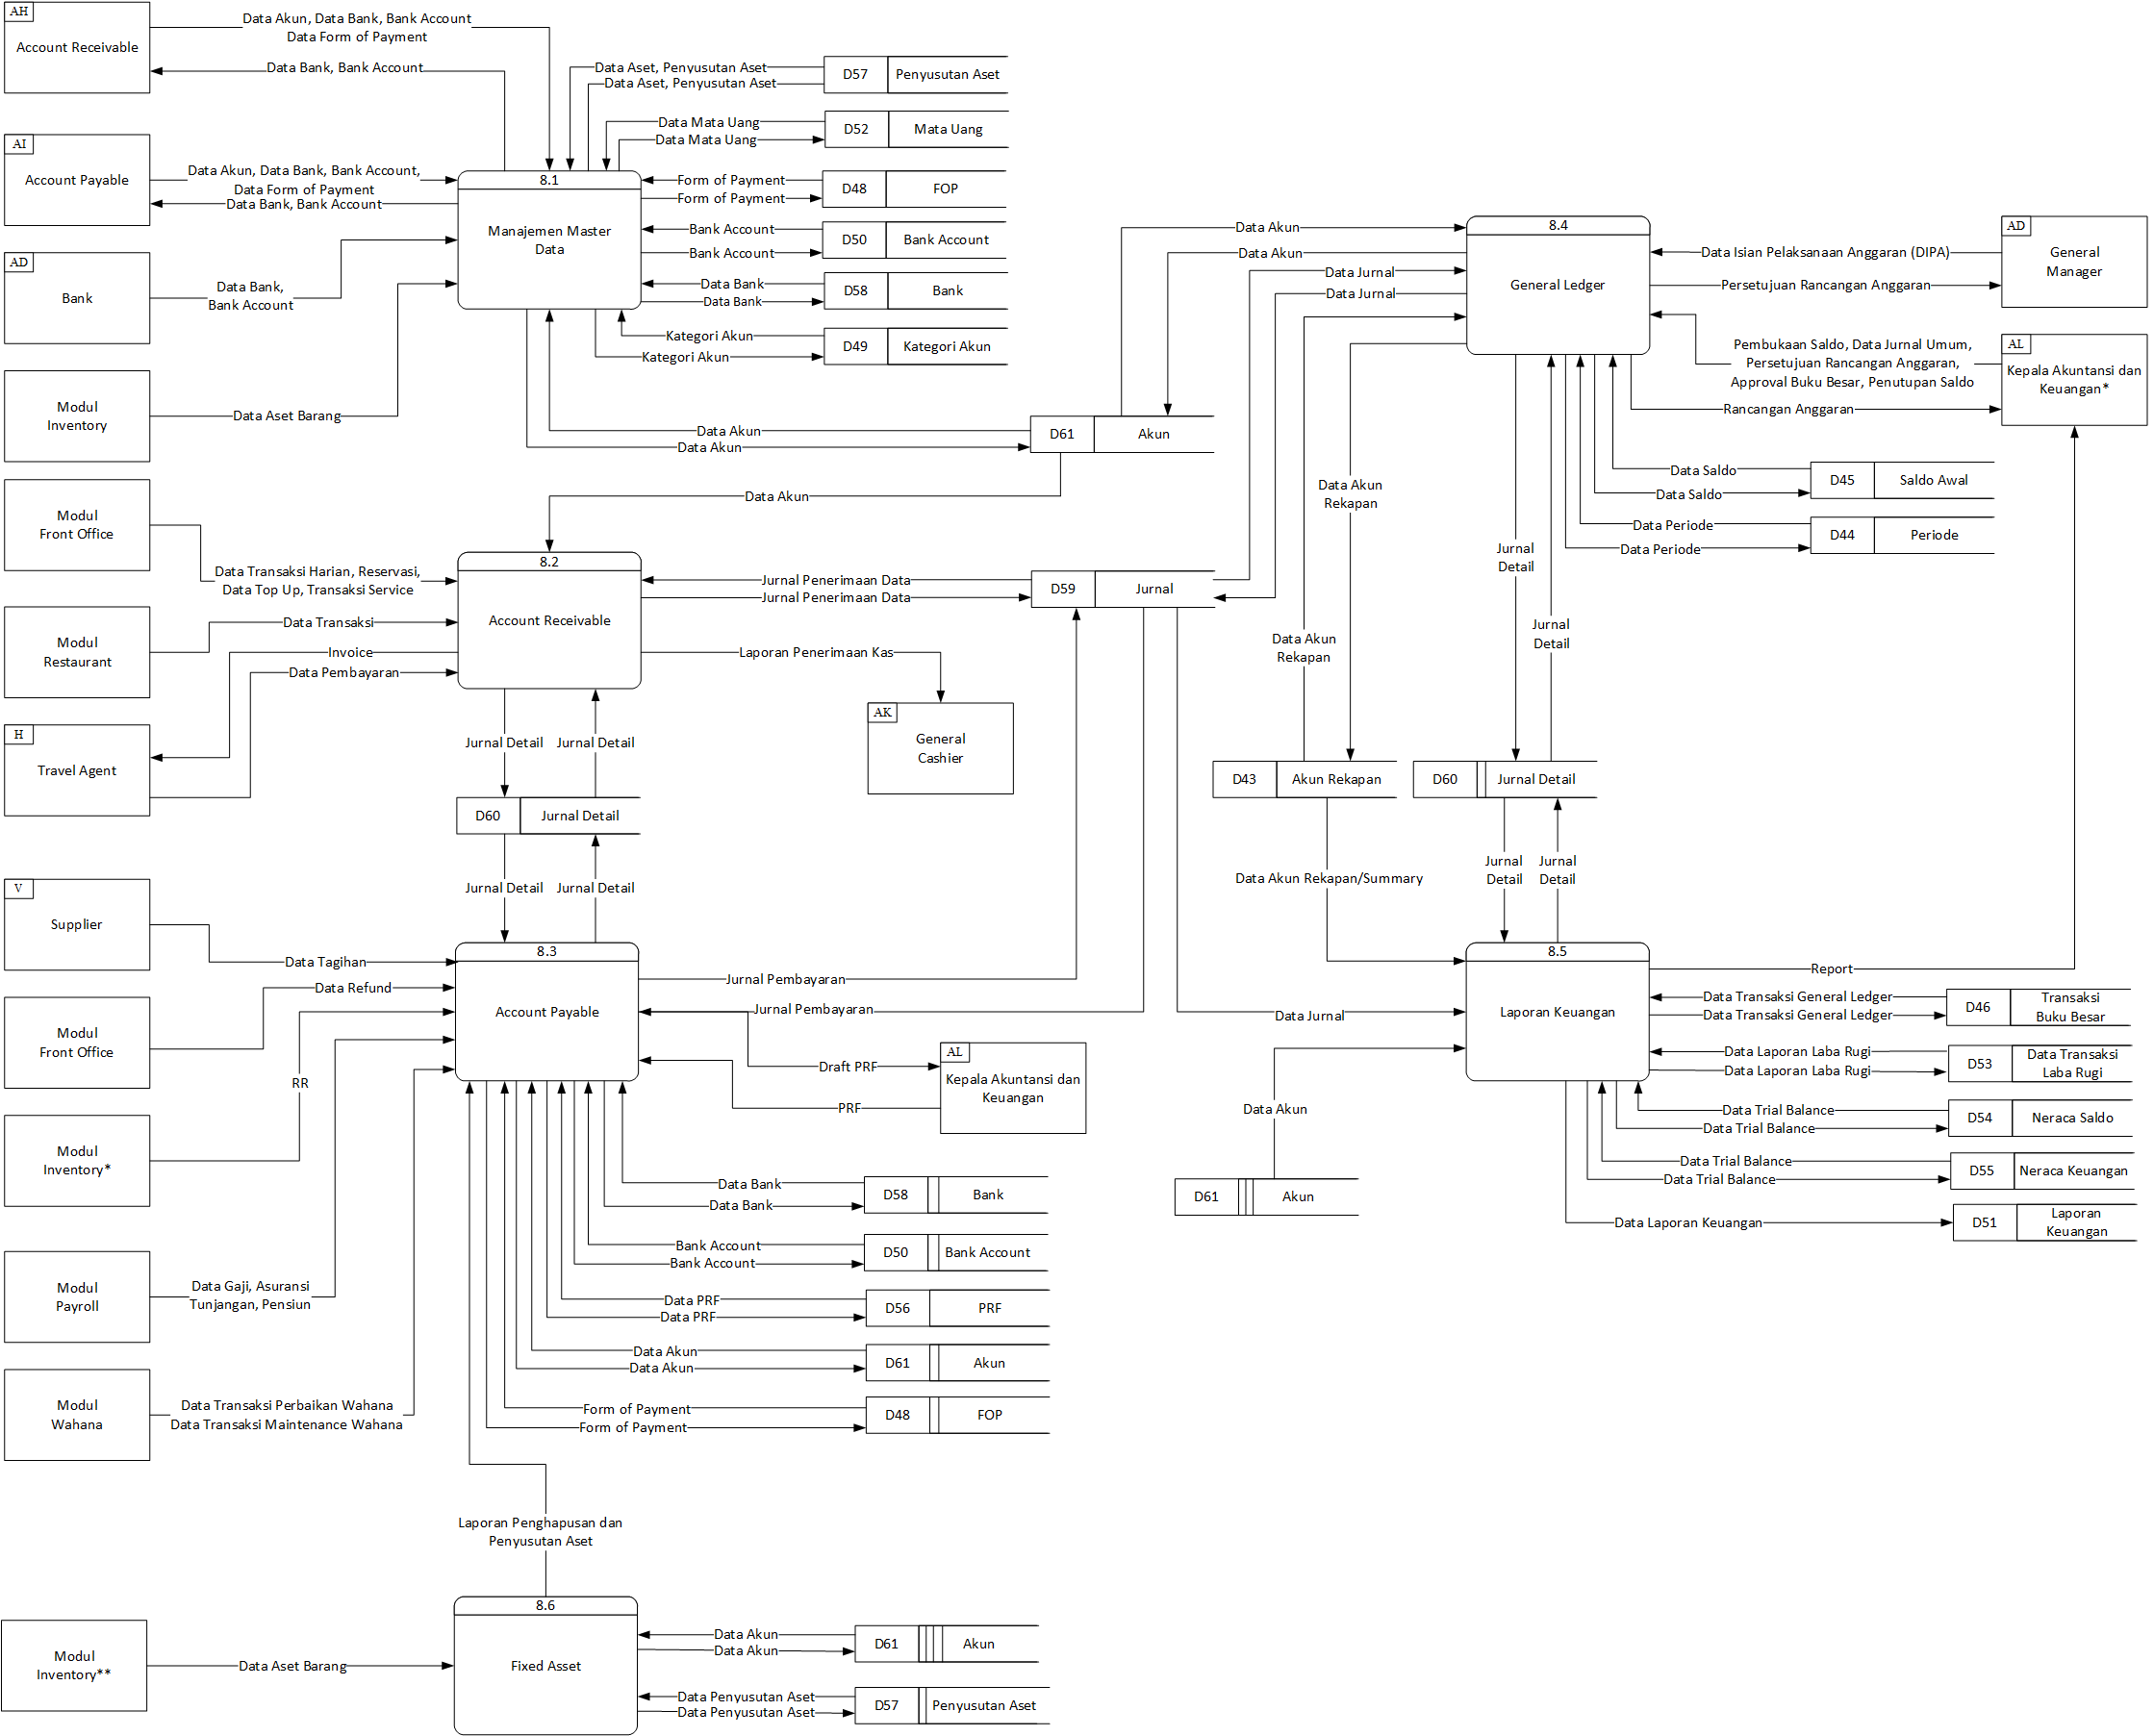 AH
Account Receivable
Data Akun, Data Bank, Bank Account
Data Form of Payment
Data Bank, Bank Account
AI
Account Payable
Data Akun, Data Bank, Bank Account,
Data Form of Payment
Data Bank, Bank Account
AD
Bank
Data Bank,
Bank Account
Modul
Inventory
Data Aset Barang
8.1
Manajemen Master
Data
Data Aset, Penyusutan Aset
Data Aset, Penyusutan Aset
D57
Penyusutan Aset
Data Mata Uang
Data Mata Uang
D52
Mata Uang
Form of Payment
Form of Payment
D48
FOP
Bank Account
Bank Account
D50
Bank Account
Data Bank
Data Bank
D58
Bank
Kategori Akun
Kategori Akun
D49
Kategori Akun
Data Akun
Data Akun
D61
Akun
Data Akun
Modul
Front Office
Data Transaksi Harian, Reservasi,
Data Top Up, Transaksi Service
Modul
Restaurant
Data Transaksi
Invoice
Data Pembayaran
H
Travel Agent
8.2
Account Receivable
Jurnal Penerimaan Data
Jurnal Penerimaan Data
D59
Jurnal
Laporan Penerimaan Kas
AK
General
Cashier
Jurnal Detail
Jurnal Detail
D60
Jurnal Detail
Jurnal Detail
Jurnal Detail
V
Supplier
Data Tagihan
Modul
Front Office
Data Refund
Modul
Inventory*
RR
Modul
Payroll
Data Gaji, Asuransi
Tunjangan, Pensiun
Modul
Wahana
Data Transaksi Perbaikan Wahana
Data Transaksi Maintenance Wahana
8.3
Account Payable
Jurnal Pembayaran
Jurnal Pembayaran
Draft PRF
PRF
AL
Kepala Akuntansi dan
Keuangan
Data Bank
Data Bank
D58
Bank
Bank Account
Bank Account
D50
Bank Account
Data PRF
Data PRF
D56
PRF
Data Akun
Data Akun
D61
Akun
Form of Payment
Form of Payment
D48
FOP
Laporan Penghapusan dan
Penyusutan Aset
8.6
Fixed Asset
Modul
Inventory**
Data Aset Barang
Data Akun
Data Akun
D61
Akun
Data Penyusutan Aset
Data Penyusutan Aset
D57
Penyusutan Aset
Data Akun
Data Akun
Data Jurnal
Data Jurnal
8.4
General Ledger
AD
General
Manager
Data Isian Pelaksanaan Anggaran (DIPA)
Persetujuan Rancangan Anggaran
AL
Kepala Akuntansi dan
Keuangan*
Pembukaan Saldo, Data Jurnal Umum,
Persetujuan Rancangan Anggaran,
Approval Buku Besar, Penutupan Saldo
Rancangan Anggaran
Data Saldo
Data Saldo
D45
Saldo Awal
Data Periode
Data Periode
D44
Periode
Data Akun
Rekapan
Data Akun
Rekapan
Jurnal
Detail
Jurnal
Detail
D43
Akun Rekapan
D60
Jurnal Detail
Data Akun Rekapan/Summary
Jurnal
Detail
Jurnal
Detail
8.5
Laporan Keuangan
Report
Data Jurnal
Data Akun
D61
Akun
Data Transaksi General Ledger
Data Transaksi General Ledger
D46
Transaksi
Buku Besar
Data Laporan Laba Rugi
Data Laporan Laba Rugi
D53
Data Transaksi
Laba Rugi
Data Trial Balance
Data Trial Balance
D54
Neraca Saldo
Data Trial Balance
Data Trial Balance
D55
Neraca Keuangan
Data Laporan Keuangan
D51
Laporan
Keuangan